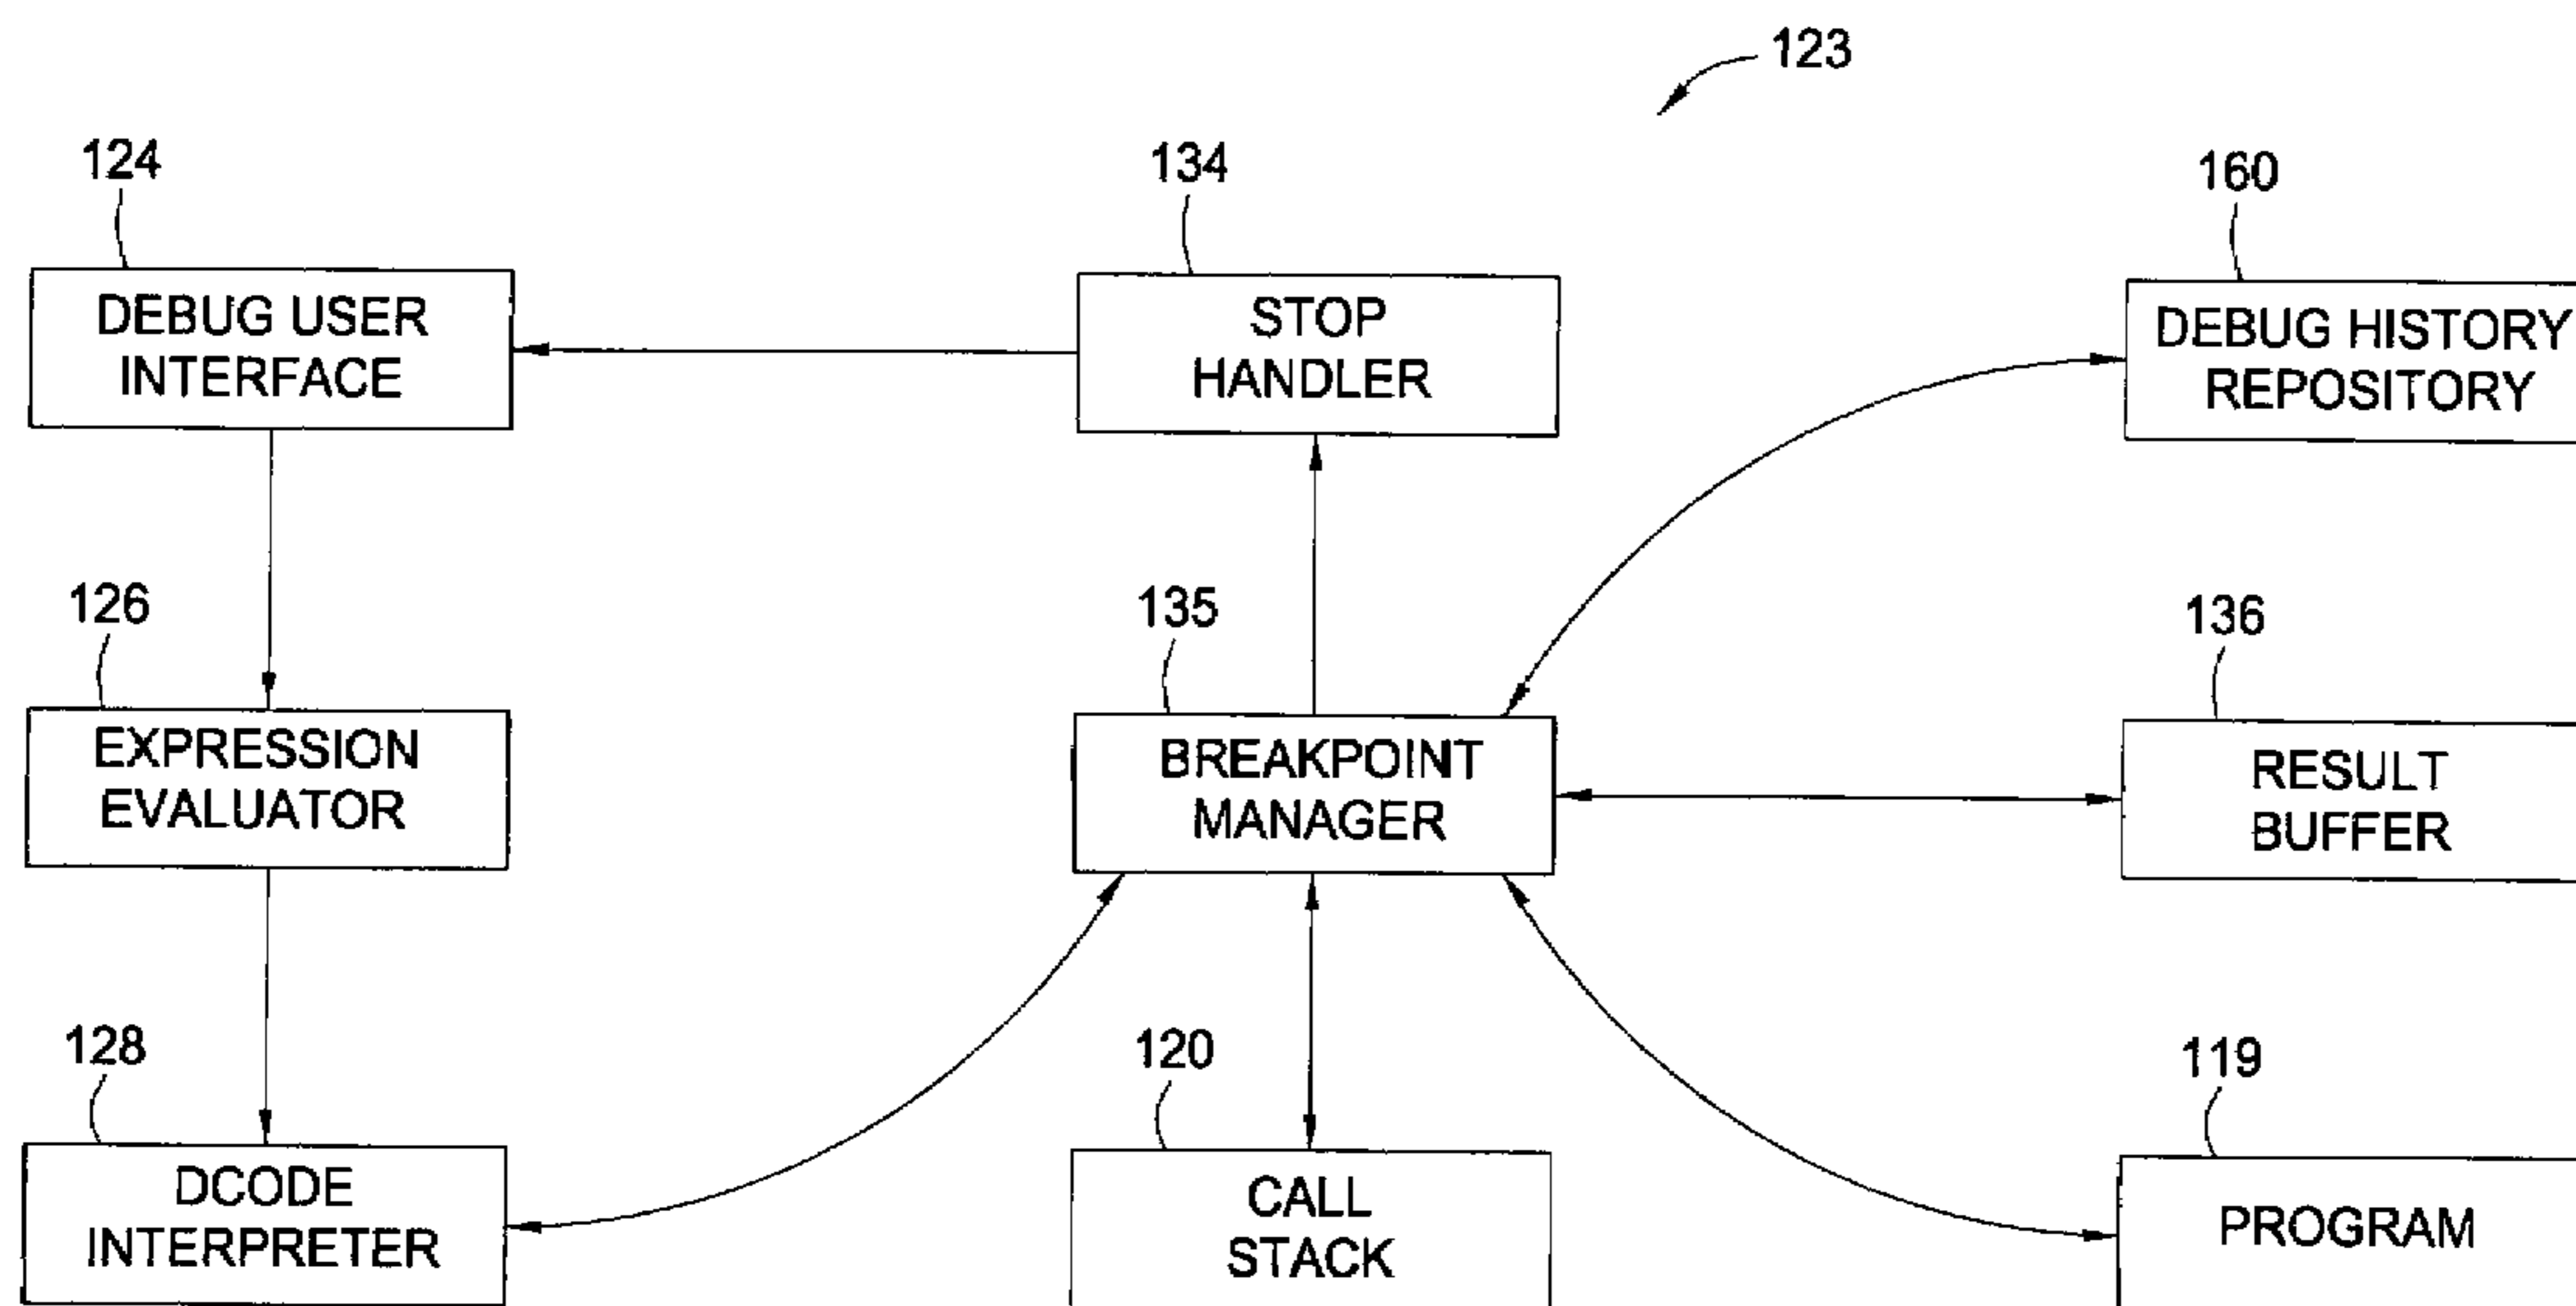 123
124
DEBUG USER
INTERFACE
134
STOP
HANDLER
160
DEBUG HISTORY
REPOSITORY
126
EXPRESSION
EVALUATOR
135
BREAKPOINT
MANAGER
136
RESULT
BUFFER
128
DCODE
INTERPRETER
120
CALL
STACK
119
PROGRAM